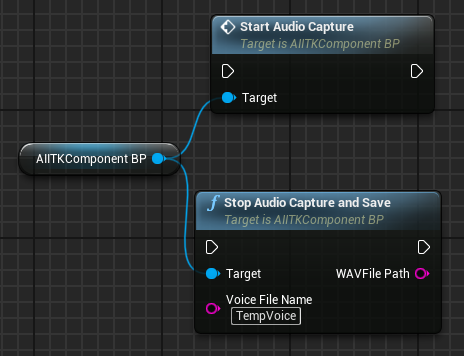 Start Audio Capture
Target is AIITKComponent BP
Target
AIITKComponent BP
Stop Audio Capture and Save
Target is AIITKComponent BP
Target
WAVFile Path
Voice File Name
TempVoice